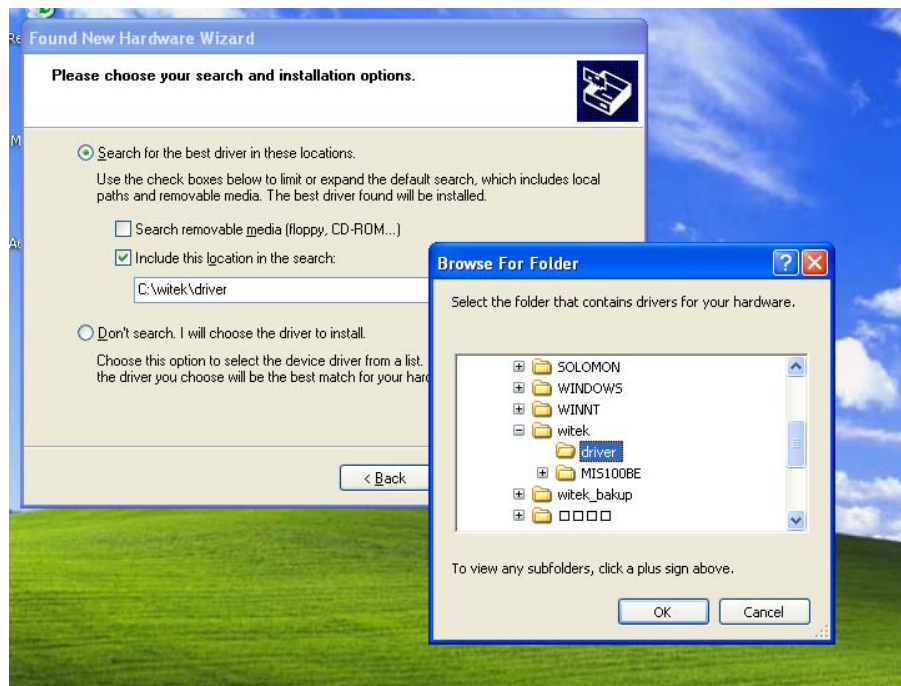 Re
M
Found New Hardware Wizard
Please choose your search and installation options.
Search for the best driver in these locations.
Use the check boxes below to limit or expand the default search, which includes local
paths and removable media. The best driver found will be installed.
Search removable media (floppy, CD-ROM...)
Include this location in the search:
C:\witek\driver
Don't search. I will choose the driver to install.
Choose this option to select the device driver from a list.
the driver you choose will be the best match for your hard
< Back
Browse For Folder
Select the folder that contains drivers for your hardware.
SOLOMON
WINDOWS
WINNT
witek
driver
MIS100BE
witek_bakup
□□□□
To view any subfolders, click a plus sign above.
OK
Cancel